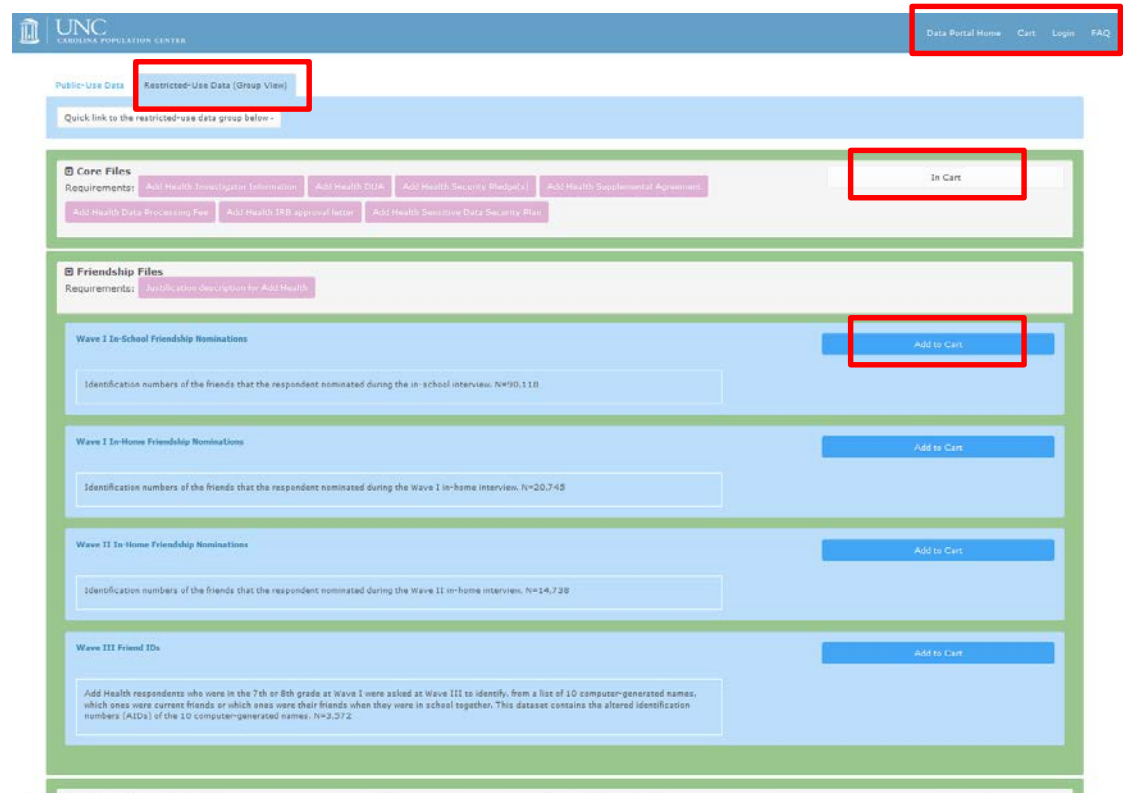 UNC
CAROLINA POPULATION CENTER
Data Portal Home Cart Login FAQ
Public-Use Data Restricted-Use Data (Group View)
Quick link to the restricted-use data group below -
Core Files
In Cart
Requirements: Add Health Investigator Information Add Health DUA Add Health Security Pledge(s) Add Health Supplemental Agreement
Add Health Data Processing Fee Add Health IRB approval letter Add Health Sensitive Data Security Plan
Friendship Files
Requirements: Justification description for Add Health
Wave I In-School Friendship Nominations
Add to Cart
Identification numbers of the friends that the respondent nominated during the in-school interview. N=90,118
Wave I In-Home Friendship Nominations
Add to Cart
Identification numbers of the friends that the respondent nominated during the Wave I in-home interview. N=20,745
Wave II In-Home Friendship Nominations
Add to Cart
Identification numbers of the friends that the respondent nominated during the Wave II in-home interview. N=14,738
Wave III Friend IDs
Add to Cart
Add Health respondents who were in the 7th or 8th grade at Wave I were asked at Wave III to identify, from a list of 10 computer-generated names,
which ones were current friends or which ones were their friends when they were in school together. This dataset contains the altered identification
numbers (AIDs) of the 10 computer-generated names. N=3,572